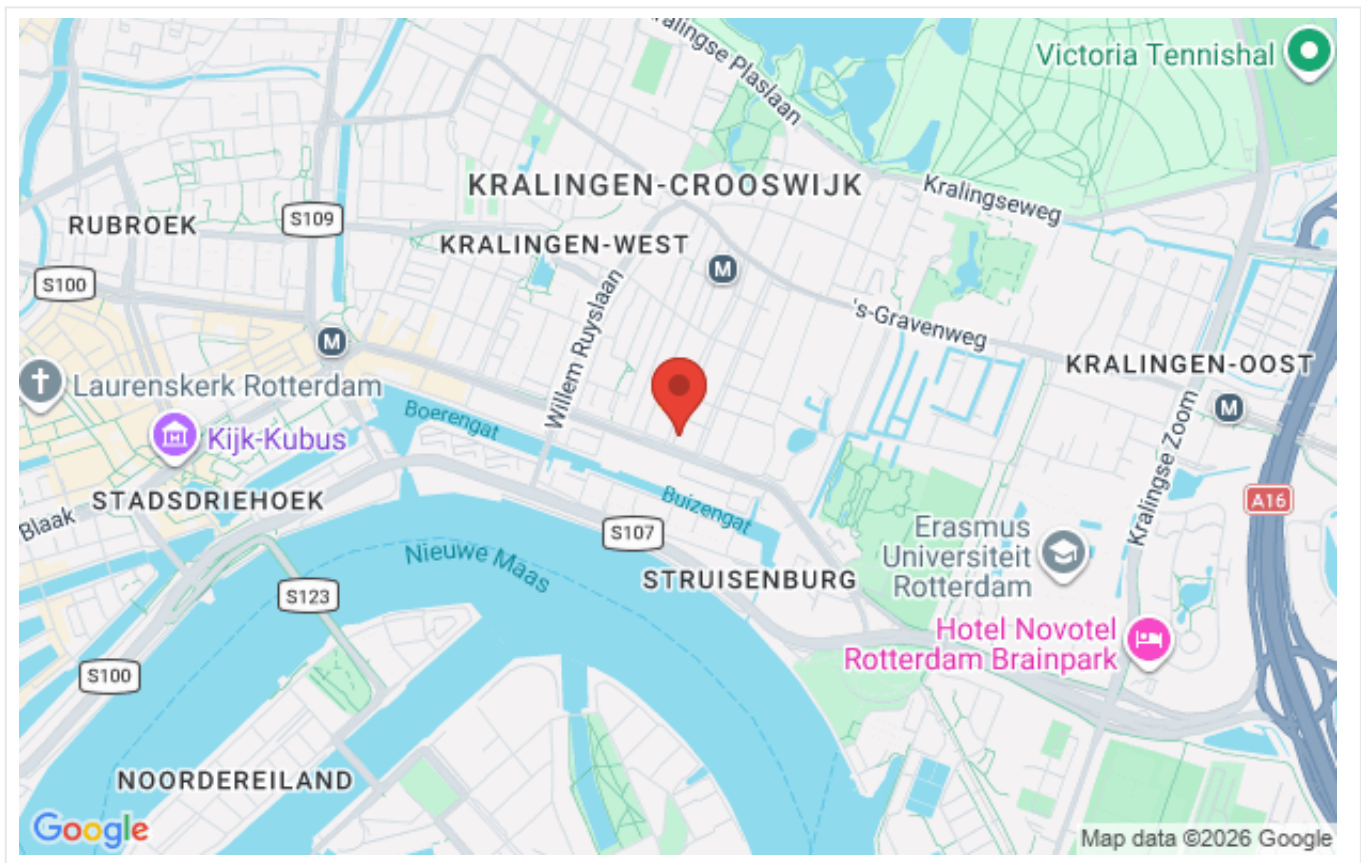 ralingse Plaslaan
Victoria Tennishal
KRALINGEN-CROOSWIJK
Kralingseweg
RUBROEK
S109
KRALINGEN-WEST
M
S100
Willem Ruyslaan
's-Gravenweg
M
KRALINGEN-OOST
Laurenskerk Rotterdam
Boerengat
M
Kijk-Kubus
Kralingse Zoom
STADSDRIEHOEK
Buizengat
A16
Blaak
S107
Erasmus
Universiteit
Rotterdam
Nieuwe Maas
STRUISENBURG
S123
Hotel Novotel
Rotterdam Brainpark
S100
NOORDEREILAND
Google
Map data ©2026 Google